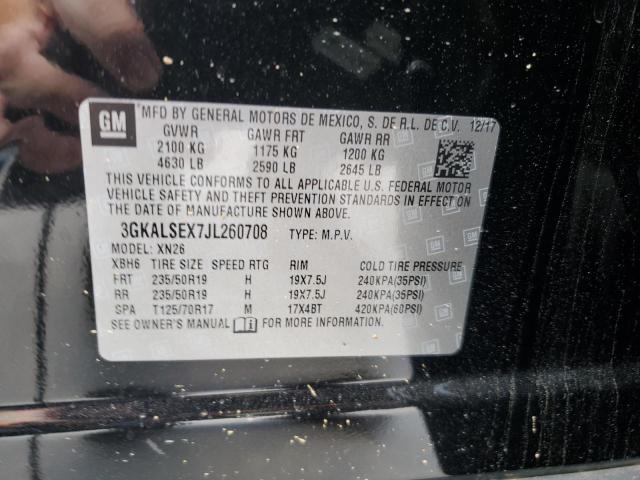 GM MFD BY GENERAL MOTORS DE MEXICO, S. DE R.L. DE C.V. 12/17
GVWR GAWR FRT GAWR RR
2100 KG 1175 KG 1200 KG
4630 LB 2590 LB 2645 LB
THIS VEHICLE CONFORMS TO ALL APPLICABLE U.S. FEDERAL MOTOR
VEHICLE SAFETY AND THEFT PREVENTION STANDARDS IN EFFECT ON
THE DATE OF MANUFACTURE SHOWN ABOVE.
3GKALSEX7JL260708 TYPE: M.P.V.
MODEL: XN26
XBH6 TIRE SIZE SPEED RTG RIM COLD TIRE PRESSURE
FRT 235/50R19 H 19X7.5J 240KPA(35PSI)
RR 235/50R19 H 19X7.5J 240KPA(35PSI)
SPA T125/70R17 M 17X4BT 420KPA(60PSI)
SEE OWNER'S MANUAL FOR MORE INFORMATION